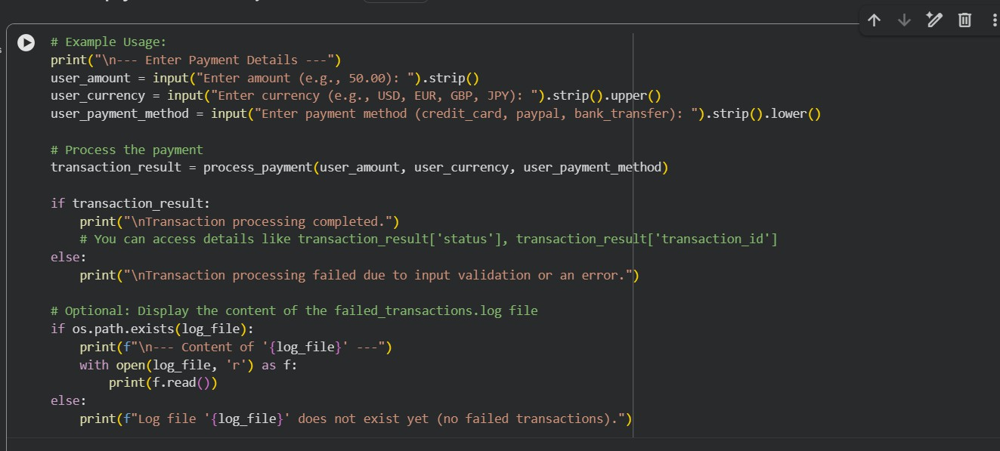 # Example Usage:
print("\n--- Enter Payment Details ---")
user_amount = input("Enter amount (e.g., 50.00): ").strip()
user_currency = input("Enter currency (e.g., USD, EUR, GBP, JPY): ").strip().upper()
user_payment_method = input("Enter payment method (credit_card, paypal, bank_transfer): ").strip().lower()

# Process the payment
transaction_result = process_payment(user_amount, user_currency, user_payment_method)

if transaction_result:
    print("\nTransaction processing completed.")
    # You can access details like transaction_result['status'], transaction_result['transaction_id']
else:
    print("\nTransaction processing failed due to input validation or an error.")

# Optional: Display the content of the failed_transactions.log file
if os.path.exists(log_file):
    print(f"\n--- Content of '{log_file}' ---")
    with open(log_file, 'r') as f:
        print(f.read())
else:
    print(f"Log file '{log_file}' does not exist yet (no failed transactions).")